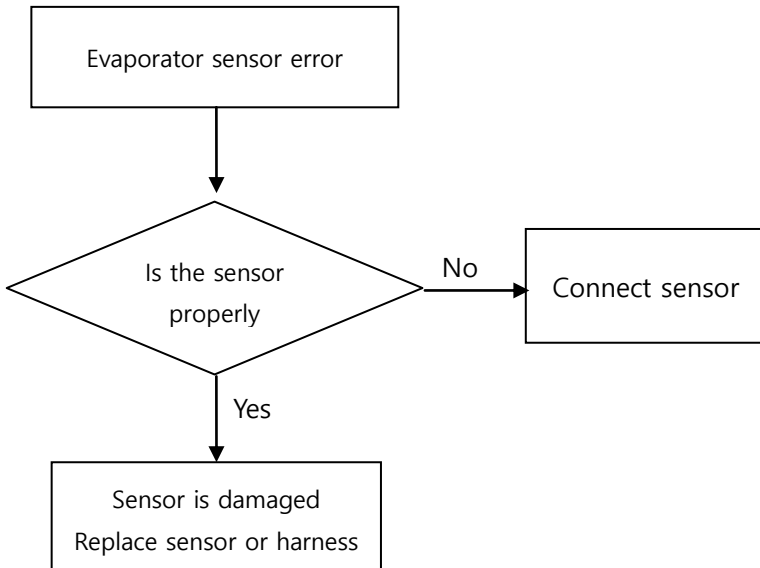 Evaporator sensor error
Is the sensor
properly
No
Connect sensor
Yes
Sensor is damaged
Replace sensor or harness